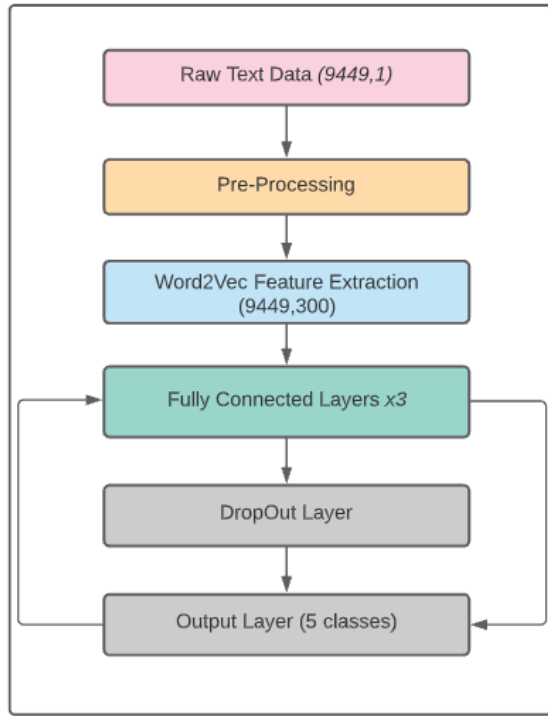 Raw Text Data (9449,1)
Pre-Processing
Word2Vec Feature Extraction
(9449,300)
Fully Connected Layers x3
DropOut Layer
Output Layer (5 classes)